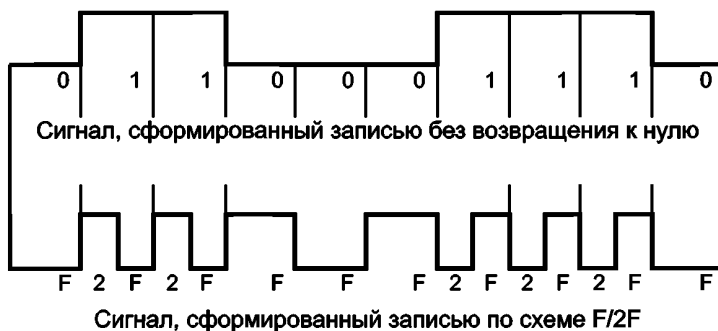 0 1 1 0 0 0 1 1 1 0
Сигнал, сформированный записью без возвращения к нулю
F 2 F 2 F F F F 2 F 2 F 2 F F
Сигнал, сформированный записью по схеме F/2F